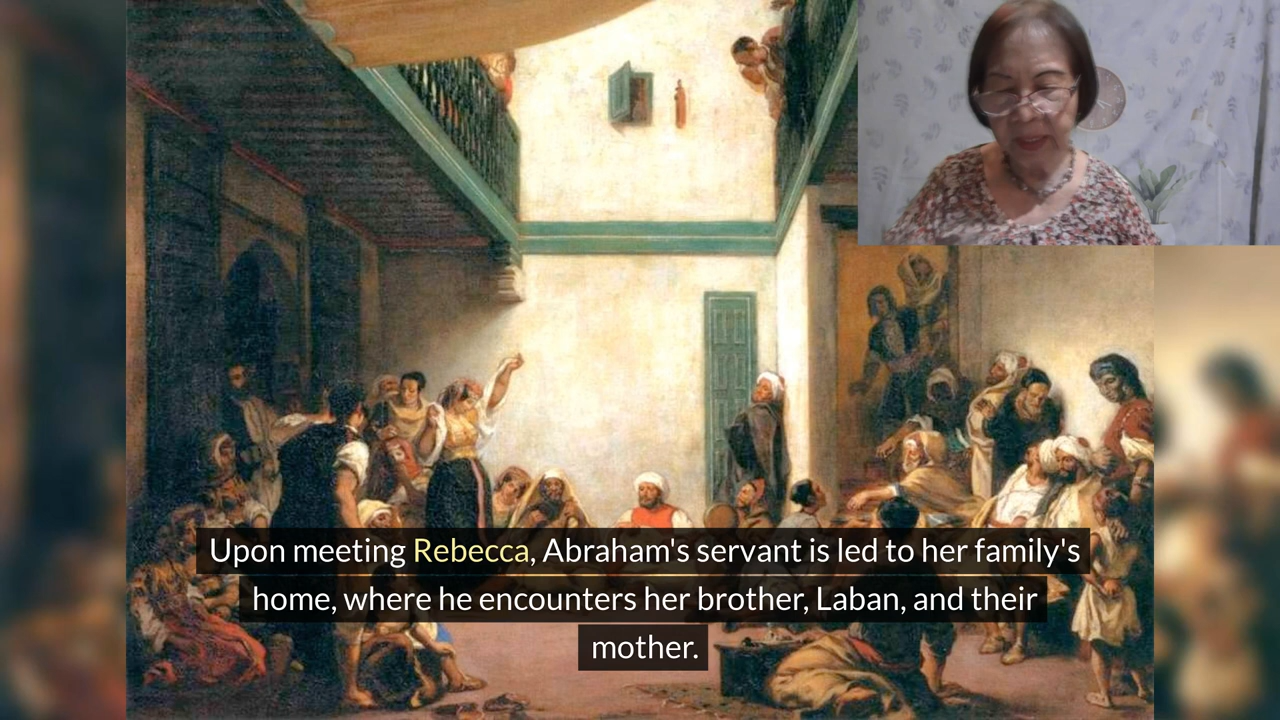 Upon meeting Rebecca, Abraham's servant is led to her family's
home, where he encounters her brother, Laban, and their
mother.